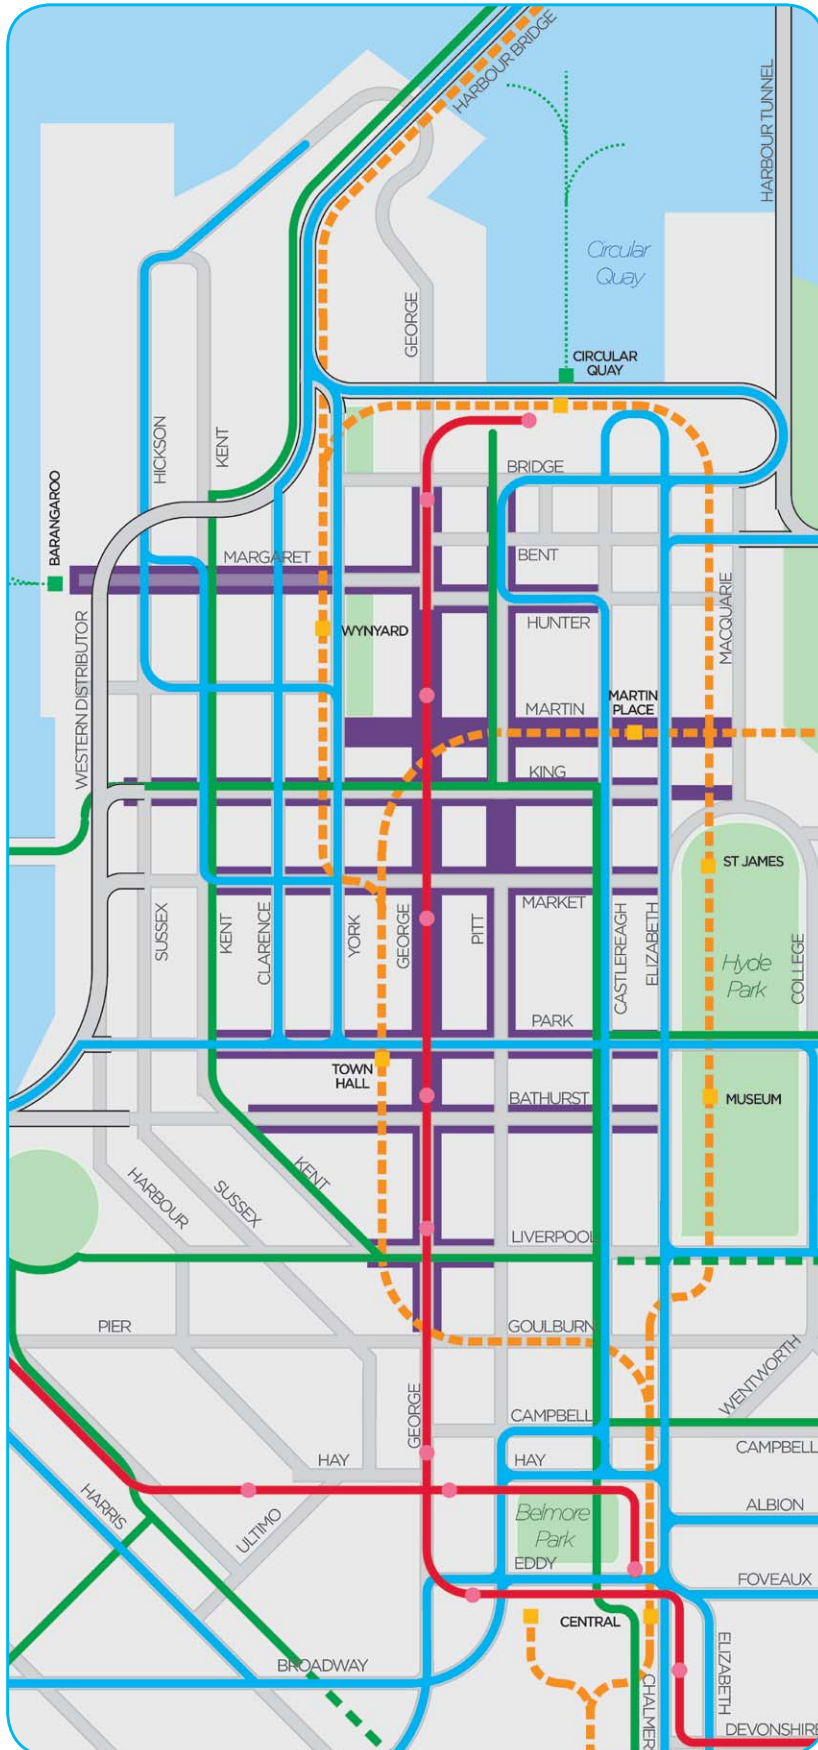 HARBOUR BRIDGE
HARBOUR TUNNEL
Circular
Quay
GEORGE
CIRCULAR
QUAY
HICKSON
KENT
BRIDGE
BARANGAROO
MARGARET
BENT
MACQUARIE
HUNTER
WYNYARD
WESTERN DISTRIBUTOR
MARTIN
MARTIN
PLACE
KING
ST JAMES
MARKET
SUSSEX
KENT
CLARENCE
YORK
GEORGE
PITT
CASTLEREAGH
ELIZABETH
Hyde
Park
COLLEGE
PARK
TOWN
HALL
BATHURST
MUSEUM
KENT
HARBOUR
SUSSEX
LIVERPOOL
PIER
GOULBURN
WENTWORTH
GEORGE
CAMPBELL
CAMPBELL
HAY
HAY
HARRIS
ULTIMO
Belmore
Park
ALBION
EDDY
FOVEAUX
CENTRAL
BROADWAY
ELIZABETH
CHALMER
DEVONSHIRE